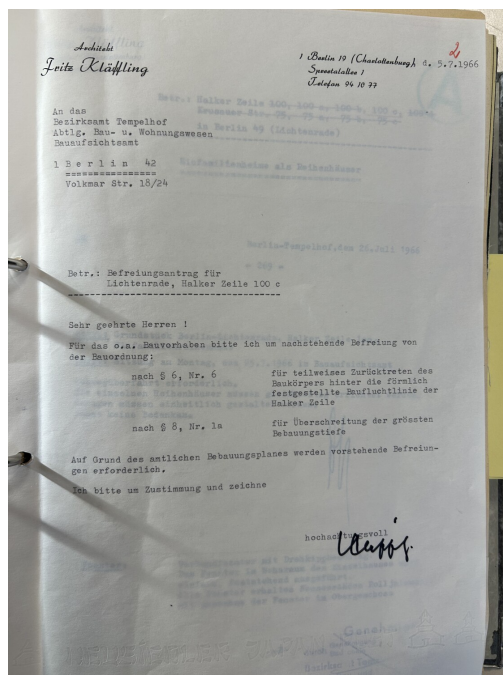 2
Architekt
Fritz Kläffling
1 Berlin 19 (Charlottenburg), d. 5.7.1966
Spreetalallee 1
Telefon 94 10 77
An das
Bezirksamt Tempelhof
Abtlg. Bau- u. Wohnungswesen
Bauaufsichtsamt
1 Berlin 42
Volkmar Str. 18/24
Betr.: Befreiungsantrag für
Lichtenrade, Halker Zeile 100 c
Sehr geehrte Herren !
Für das o.a. Bauvorhaben bitte ich um nachstehende Befreiung von
der Bauordnung:
nach § 6, Nr. 6 für teilweises Zurücktreten des
Baukörpers hinter die förmlich
festgestellte Baufluchtlinie der
Halker Zeile
nach § 8, Nr. 1a für Überschreitung der grössten
Bebauungstiefe
Auf Grund des amtlichen Bebauungsplanes werden vorstehende Befreiun-
gen erforderlich.
Ich bitte um Zustimmung und zeichne
hochachtungsvoll